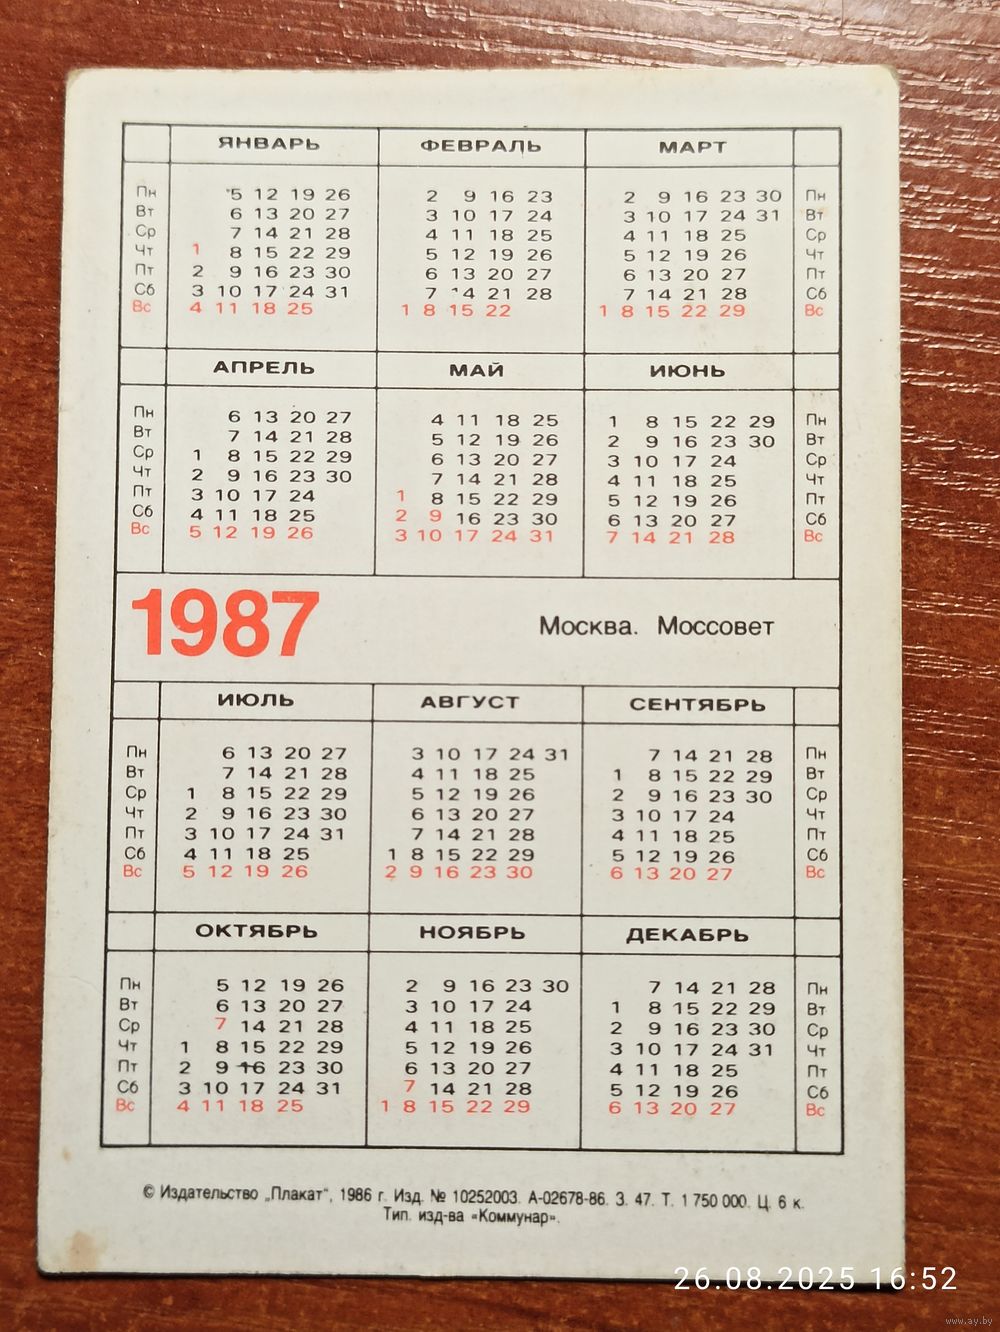 ЯНВАРЬ ФЕВРАЛЬ МАРТ
Пн 5 12 19 26 2 9 16 23 2 9 16 23 30 Пн
Вт 6 13 20 27 3 10 17 24 3 10 17 24 31 Вт
Ср 7 14 21 28 4 11 18 25 4 11 18 25 Ср
Чт 1 8 15 22 29 5 12 19 26 5 12 19 26 Чт
Пт 2 9 16 23 30 6 13 20 27 6 13 20 27 Пт
Сб 3 10 17 24 31 7 14 21 28 7 14 21 28 Сб
Вс 4 11 18 25 1 8 15 22 1 8 15 22 29 Вс
АПРЕЛЬ МАЙ ИЮНЬ
Пн 6 13 20 27 4 11 18 25 1 8 15 22 29 Пн
Вт 7 14 21 28 5 12 19 26 2 9 16 23 30 Вт
Ср 1 8 15 22 29 6 13 20 27 3 10 17 24 Ср
Чт 2 9 16 23 30 7 14 21 28 4 11 18 25 Чт
Пт 3 10 17 24 1 8 15 22 29 5 12 19 26 Пт
Сб 4 11 18 25 2 9 16 23 30 6 13 20 27 Сб
Вс 5 12 19 26 3 10 17 24 31 7 14 21 28 Вс
1987 Москва. Моссовет
ИЮЛЬ АВГУСТ СЕНТЯБРЬ
Пн 6 13 20 27 3 10 17 24 31 7 14 21 28 Пн
Вт 7 14 21 28 4 11 18 25 1 8 15 22 29 Вт
Ср 1 8 15 22 29 5 12 19 26 2 9 16 23 30 Ср
Чт 2 9 16 23 30 6 13 20 27 3 10 17 24 Чт
Пт 3 10 17 24 31 7 14 21 28 4 11 18 25 Пт
Сб 4 11 18 25 1 8 15 22 29 5 12 19 26 Сб
Вс 5 12 19 26 2 9 16 23 30 6 13 20 27 Вс
ОКТЯБРЬ НОЯБРЬ ДЕКАБРЬ
Пн 5 12 19 26 2 9 16 23 30 7 14 21 28 Пн
Вт 6 13 20 27 3 10 17 24 1 8 15 22 29 Вт
Ср 7 14 21 28 4 11 18 25 2 9 16 23 30 Ср
Чт 1 8 15 22 29 5 12 19 26 3 10 17 24 31 Чт
Пт 2 9 16 23 30 6 13 20 27 4 11 18 25 Пт
Сб 3 10 17 24 31 7 14 21 28 5 12 19 26 Сб
Вс 4 11 18 25 1 8 15 22 29 6 13 20 27 Вс
© Издательство „Плакат“, 1986 г. Изд. № 10252003. А-02678-86. З. 47. Т. 1 750 000. Ц. 6 к.
Тип. изд-ва «Коммунар».
26.08.2025 16:52
www.ay.by